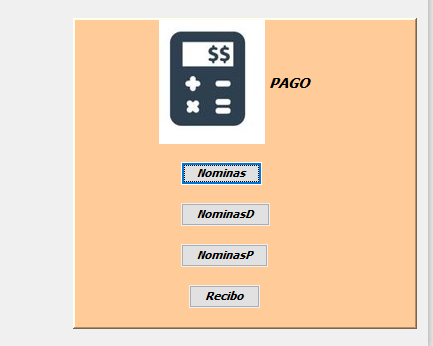 $$
PAGO
Nominas
NominasD
NominasP
Recibo